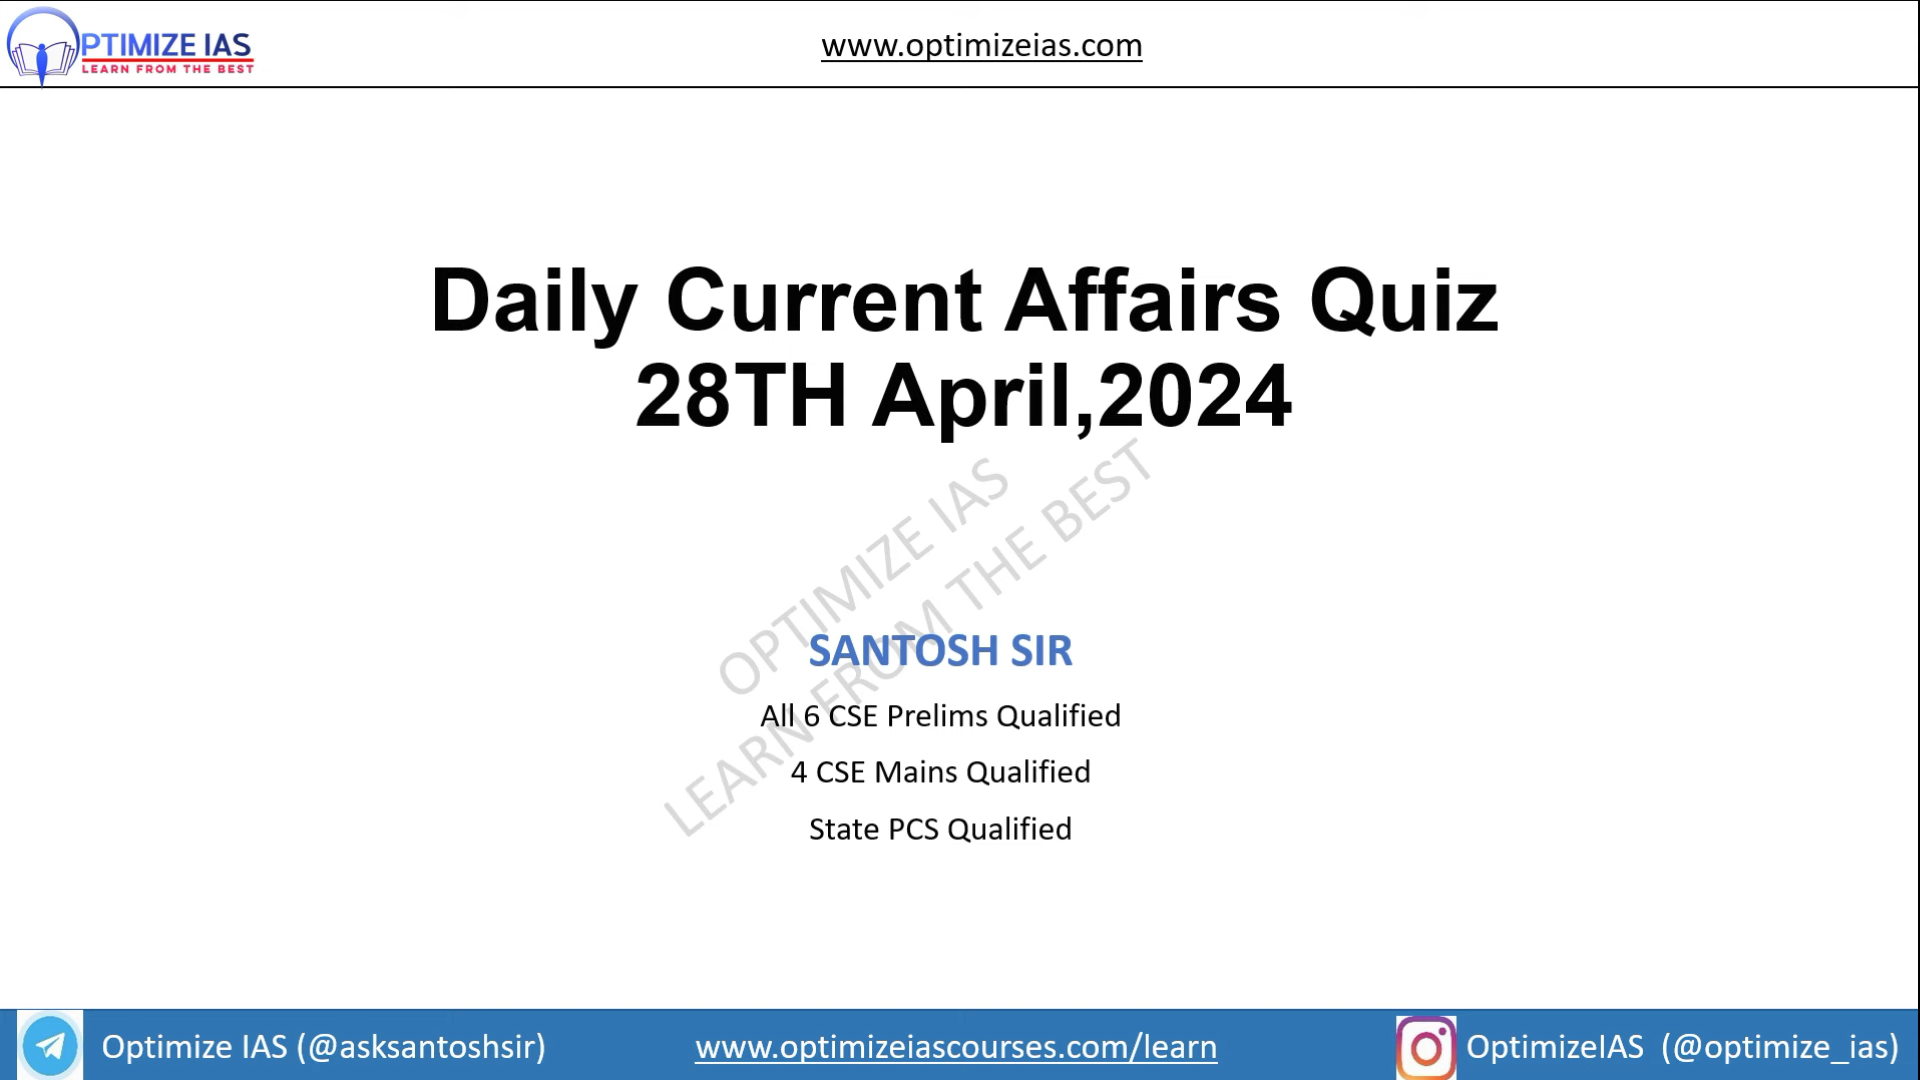 PTIMIZE IAS
LEARN FROM THE BEST
www.optimizeias.com
Daily Current Affairs Quiz
28TH April,2024
OPTIMIZE IAS
LEARN FROM THE BEST
SANTOSH SIR
All 6 CSE Prelims Qualified
4 CSE Mains Qualified
State PCS Qualified
Optimize IAS (@asksantoshsir)
www.optimizeiascourses.com/learn
OptimizeIAS (@optimize_ias)